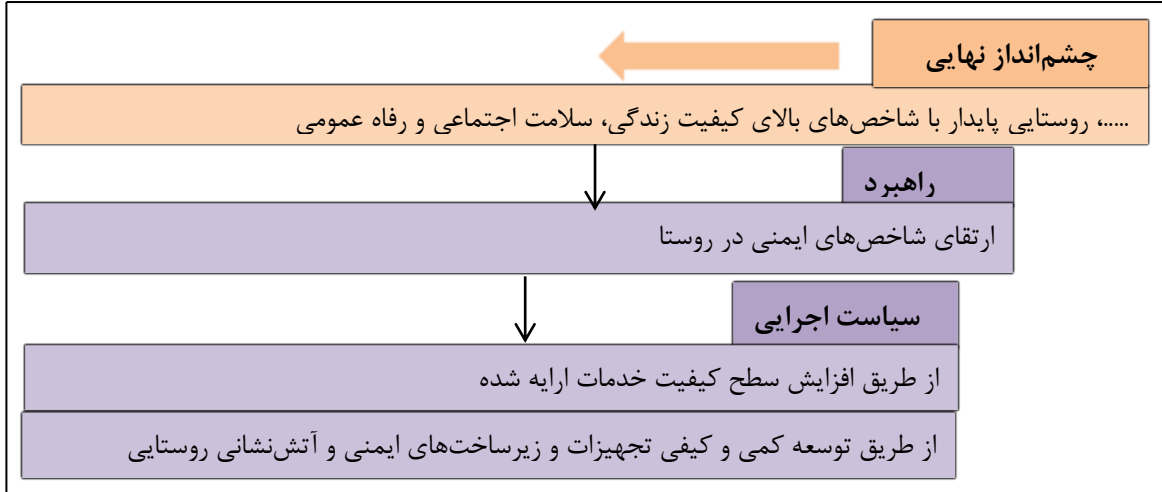 چشم‌انداز نهایی
.....، روستایی پایدار با شاخص‌های بالای کیفیت زندگی، سلامت اجتماعی و رفاه عمومی
راهبرد
ارتقای شاخص‌های ایمنی در روستا
سیاست اجرایی
از طریق افزایش سطح کیفیت خدمات ارایه شده
از طریق توسعه کمی و کیفی تجهیزات و زیرساخت‌های ایمنی و آتش‌نشانی روستایی